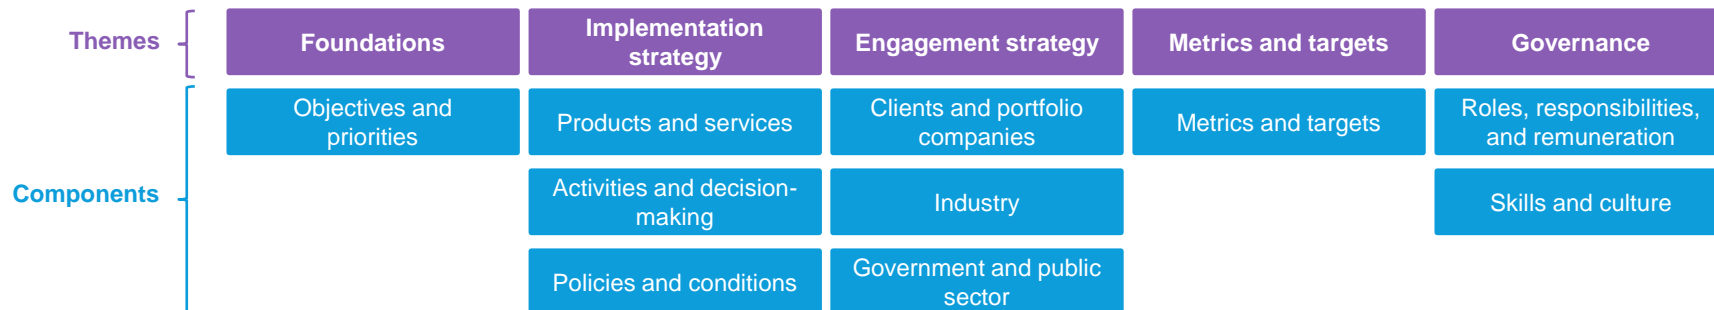 Themes
Foundations
Implementation
strategy
Engagement strategy
Metrics and targets
Governance
Components
Objectives and
priorities
Products and services
Clients and portfolio
companies
Metrics and targets
Roles, responsibilities,
and remuneration
Activities and decision-
making
Industry
Skills and culture
Policies and conditions
Government and public
sector